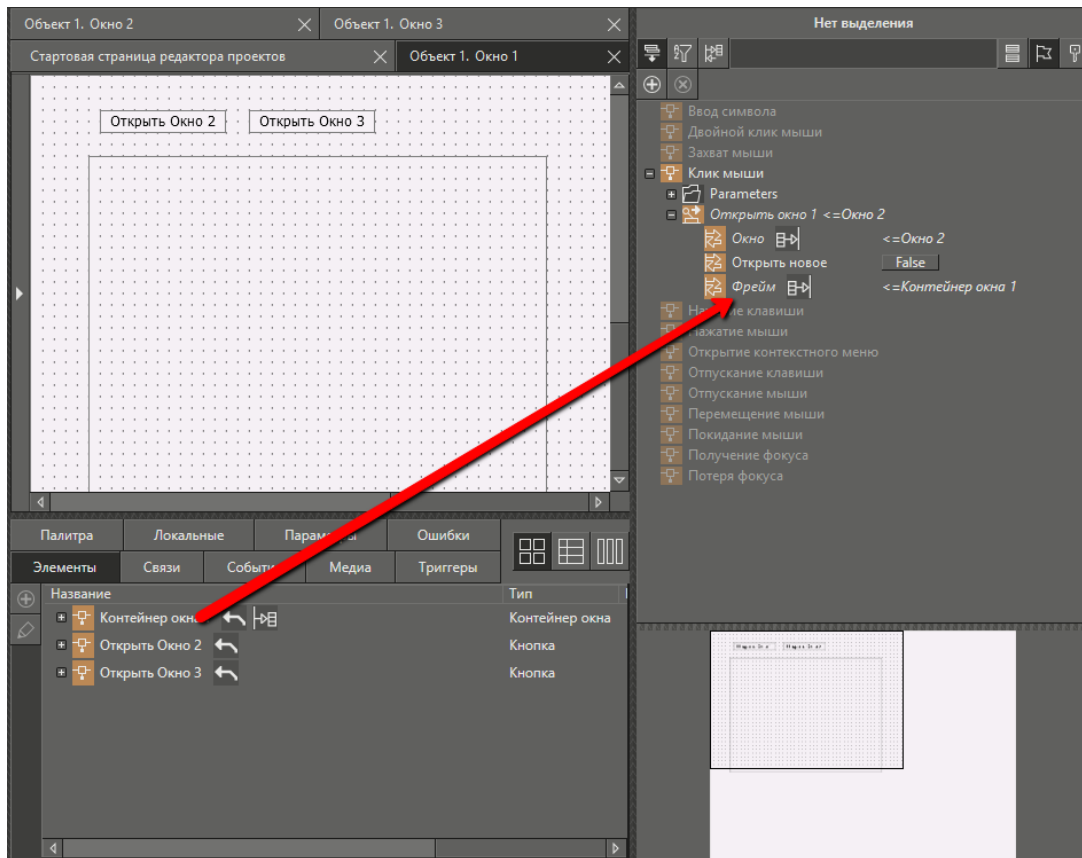 Объект 1. Окно 2
Объект 1. Окно 3
Стартовая страница редактора проектов
Объект 1. Окно 1
Открыть Окно 2
Открыть Окно 3
Палитра
Локальные
Ошибки
Элементы
Связи
Медиа
Триггеры
Название
Тип
Контейнер окна
Контейнер окна
Открыть Окно 2
Кнопка
Открыть Окно 3
Кнопка
Нет выделения
Ввод символа
Двойной клик мыши
Захват мыши
Клик мыши
Parameters
Открыть окно 1 <=Окно 2
Окно
<=Окно 2
Открыть новое
False
Фрейм
<=Контейнер окна 1
клавиши
Нажатие мыши
Открытие контекстного меню
Отпускание клавиши
Отпускание мыши
Перемещение мыши
Покидание мыши
Получение фокуса
Потеря фокуса